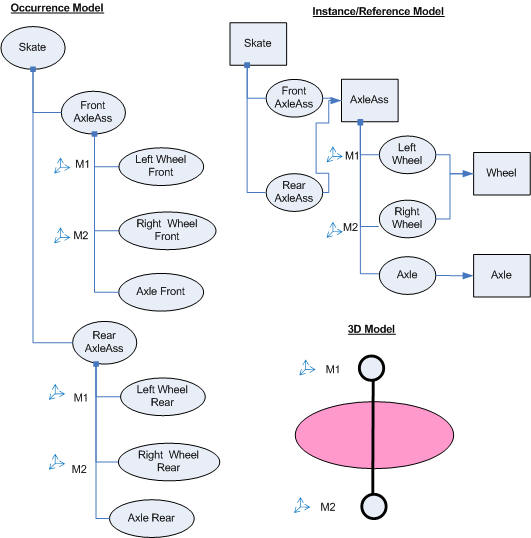 Occurrence Model
Skate
Front
AxleAss
M1
Left Wheel
Front
M2
Right Wheel
Front
Axle Front
Rear
AxleAss
M1
Left Wheel
Rear
M2
Right Wheel
Rear
Axle Rear
Instance/Reference Model
Skate
Front
AxleAss
AxleAss
M1
Left
Wheel
Wheel
Rear
AxleAss
M2
Right
Wheel
Axle
Axle
3D Model
M1
M2